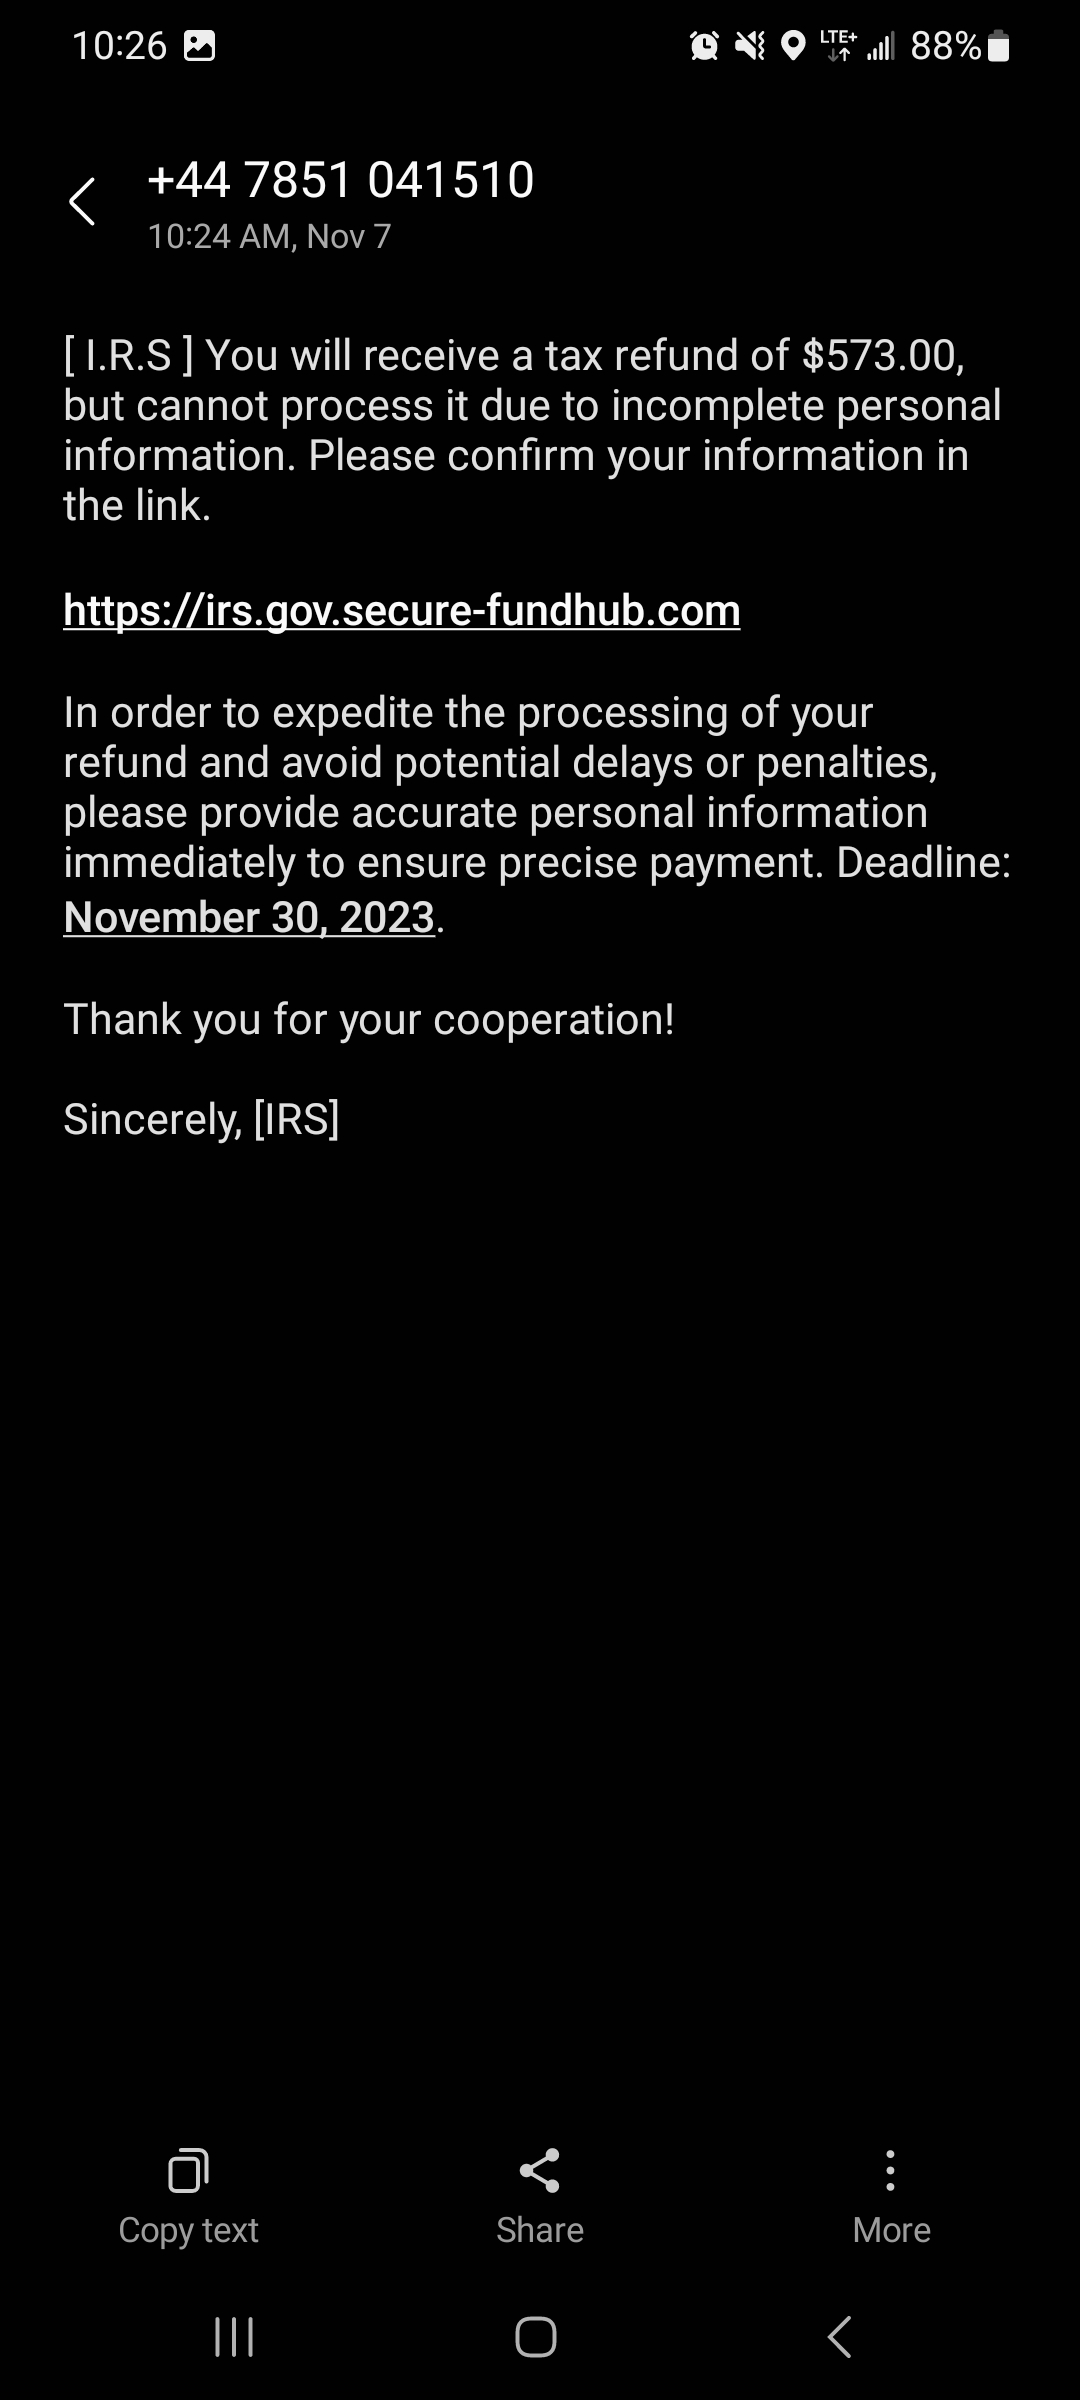 10:26
LTE+
88%
+44 7851 041510
10:24 AM, Nov 7
[ I.R.S ] You will receive a tax refund of $573.00,
but cannot process it due to incomplete personal
information. Please confirm your information in
the link.
https://irs.gov.secure-fundhub.com
In order to expedite the processing of your
refund and avoid potential delays or penalties,
please provide accurate personal information
immediately to ensure precise payment. Deadline:
November 30, 2023.
Thank you for your cooperation!
Sincerely, [IRS]
Copy text
Share
More